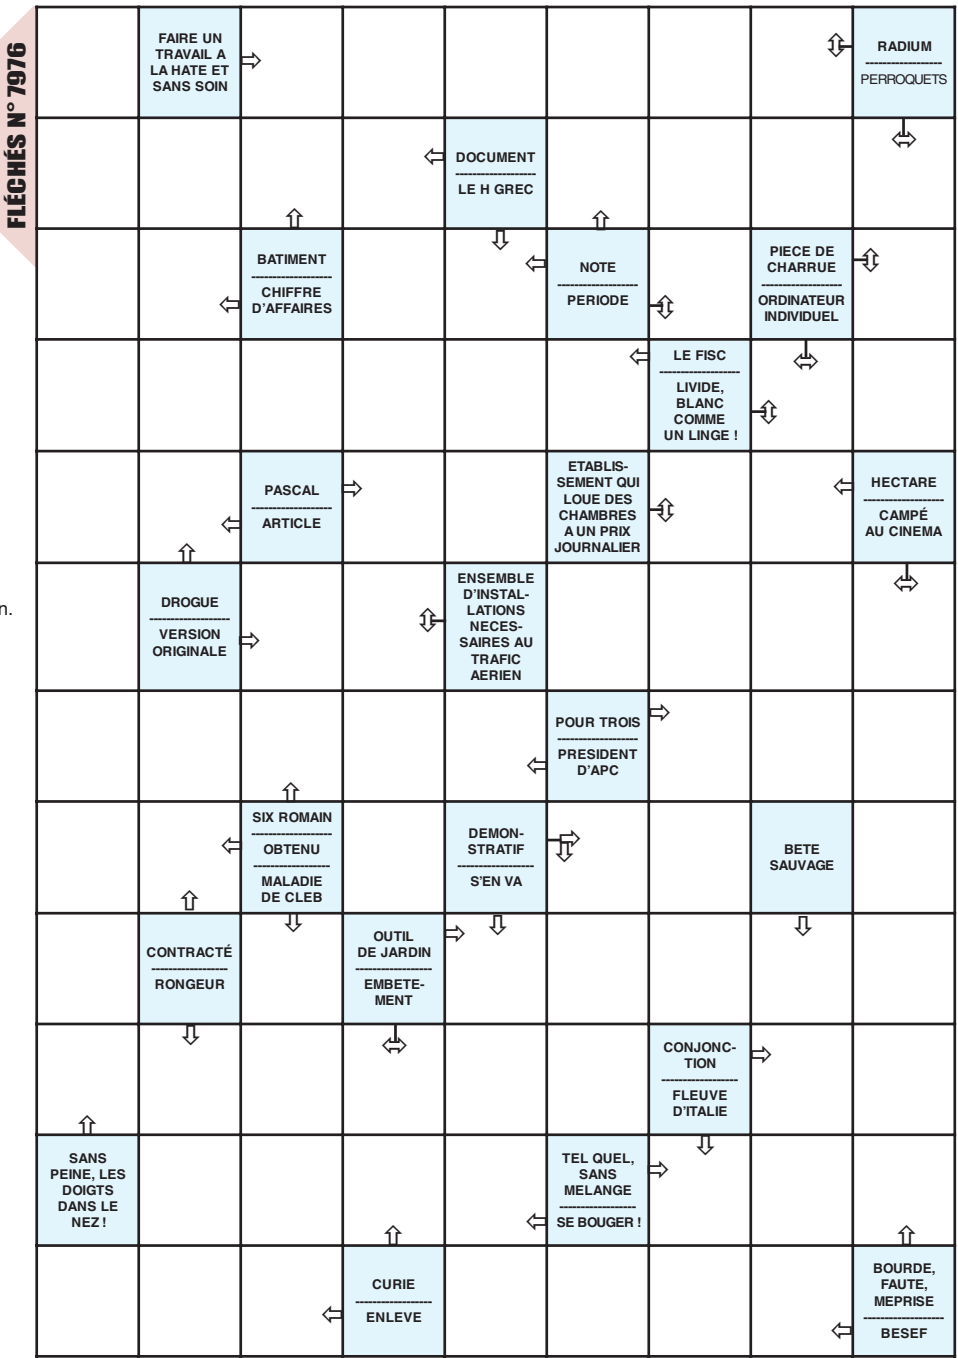 FLÉCHÉS N° 7976
FAIRE UN
TRAVAIL A
LA HATE ET
SANS SOIN
RADIUM
PERROQUETS
DOCUMENT
LE H GREC
BATIMENT
CHIFFRE
D'AFFAIRES
NOTE
PERIODE
PIECE DE
CHARRUE
ORDINATEUR
INDIVIDUEL
LE FISC
LIVIDE,
BLANC
COMME
UN LINGE !
PASCAL
ARTICLE
ETABLIS-
SEMENT QUI
LOUE DES
CHAMBRES
A UN PRIX
JOURNALIER
HECTARE
CAMPÉ
AU CINEMA
n.
DROGUE
VERSION
ORIGINALE
ENSEMBLE
D'INSTAL-
LATIONS
NECES-
SAIRES AU
TRAFIC
AERIEN
POUR TROIS
PRESIDENT
D'APC
SIX ROMAIN
OBTENU
MALADIE
DE CLEB
DEMON-
STRATIF
S'EN VA
BETE
SAUVAGE
CONTRACTÉ
RONGEUR
OUTIL
DE JARDIN
EMBETE-
MENT
CONJONC-
TION
FLEUVE
D'ITALIE
SANS
PEINE, LES
DOIGTS
DANS LE
NEZ !
TEL QUEL,
SANS
MELANGE
SE BOUGER !
CURIE
ENLEVE
BOURDE,
FAUTE,
MEPRISE
BESEF